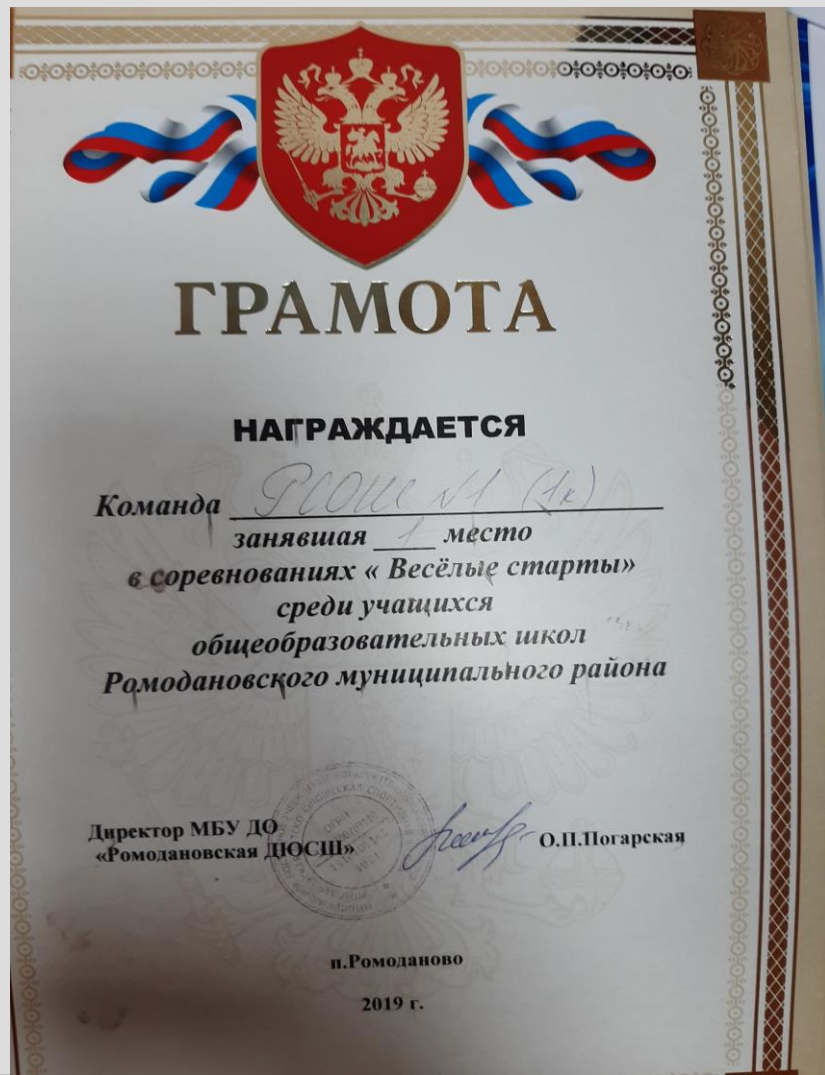 ГРАМОТА
НАГРАЖДАЕТСЯ
Команда РСОШ №1 (1к)
занявшая 1 место
в соревнованиях « Весёлые старты»
среди учащихся
общеобразовательных школ
Ромодановского муниципального района
Директор МБУ ДО
«Ромодановская ДЮСШ» О.П.Погарская
п.Ромоданово
2019 г.